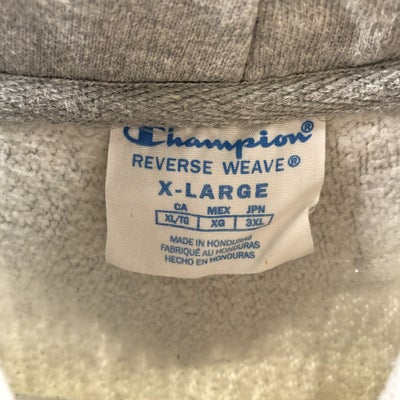 Champion®
REVERSE WEAVE®
X-LARGE
CA MEX JPN
XL/TG XG 3XL
MADE IN HONDURAS
FABRIQUÉ AU HONDURAS
HECHO EN HONDURAS